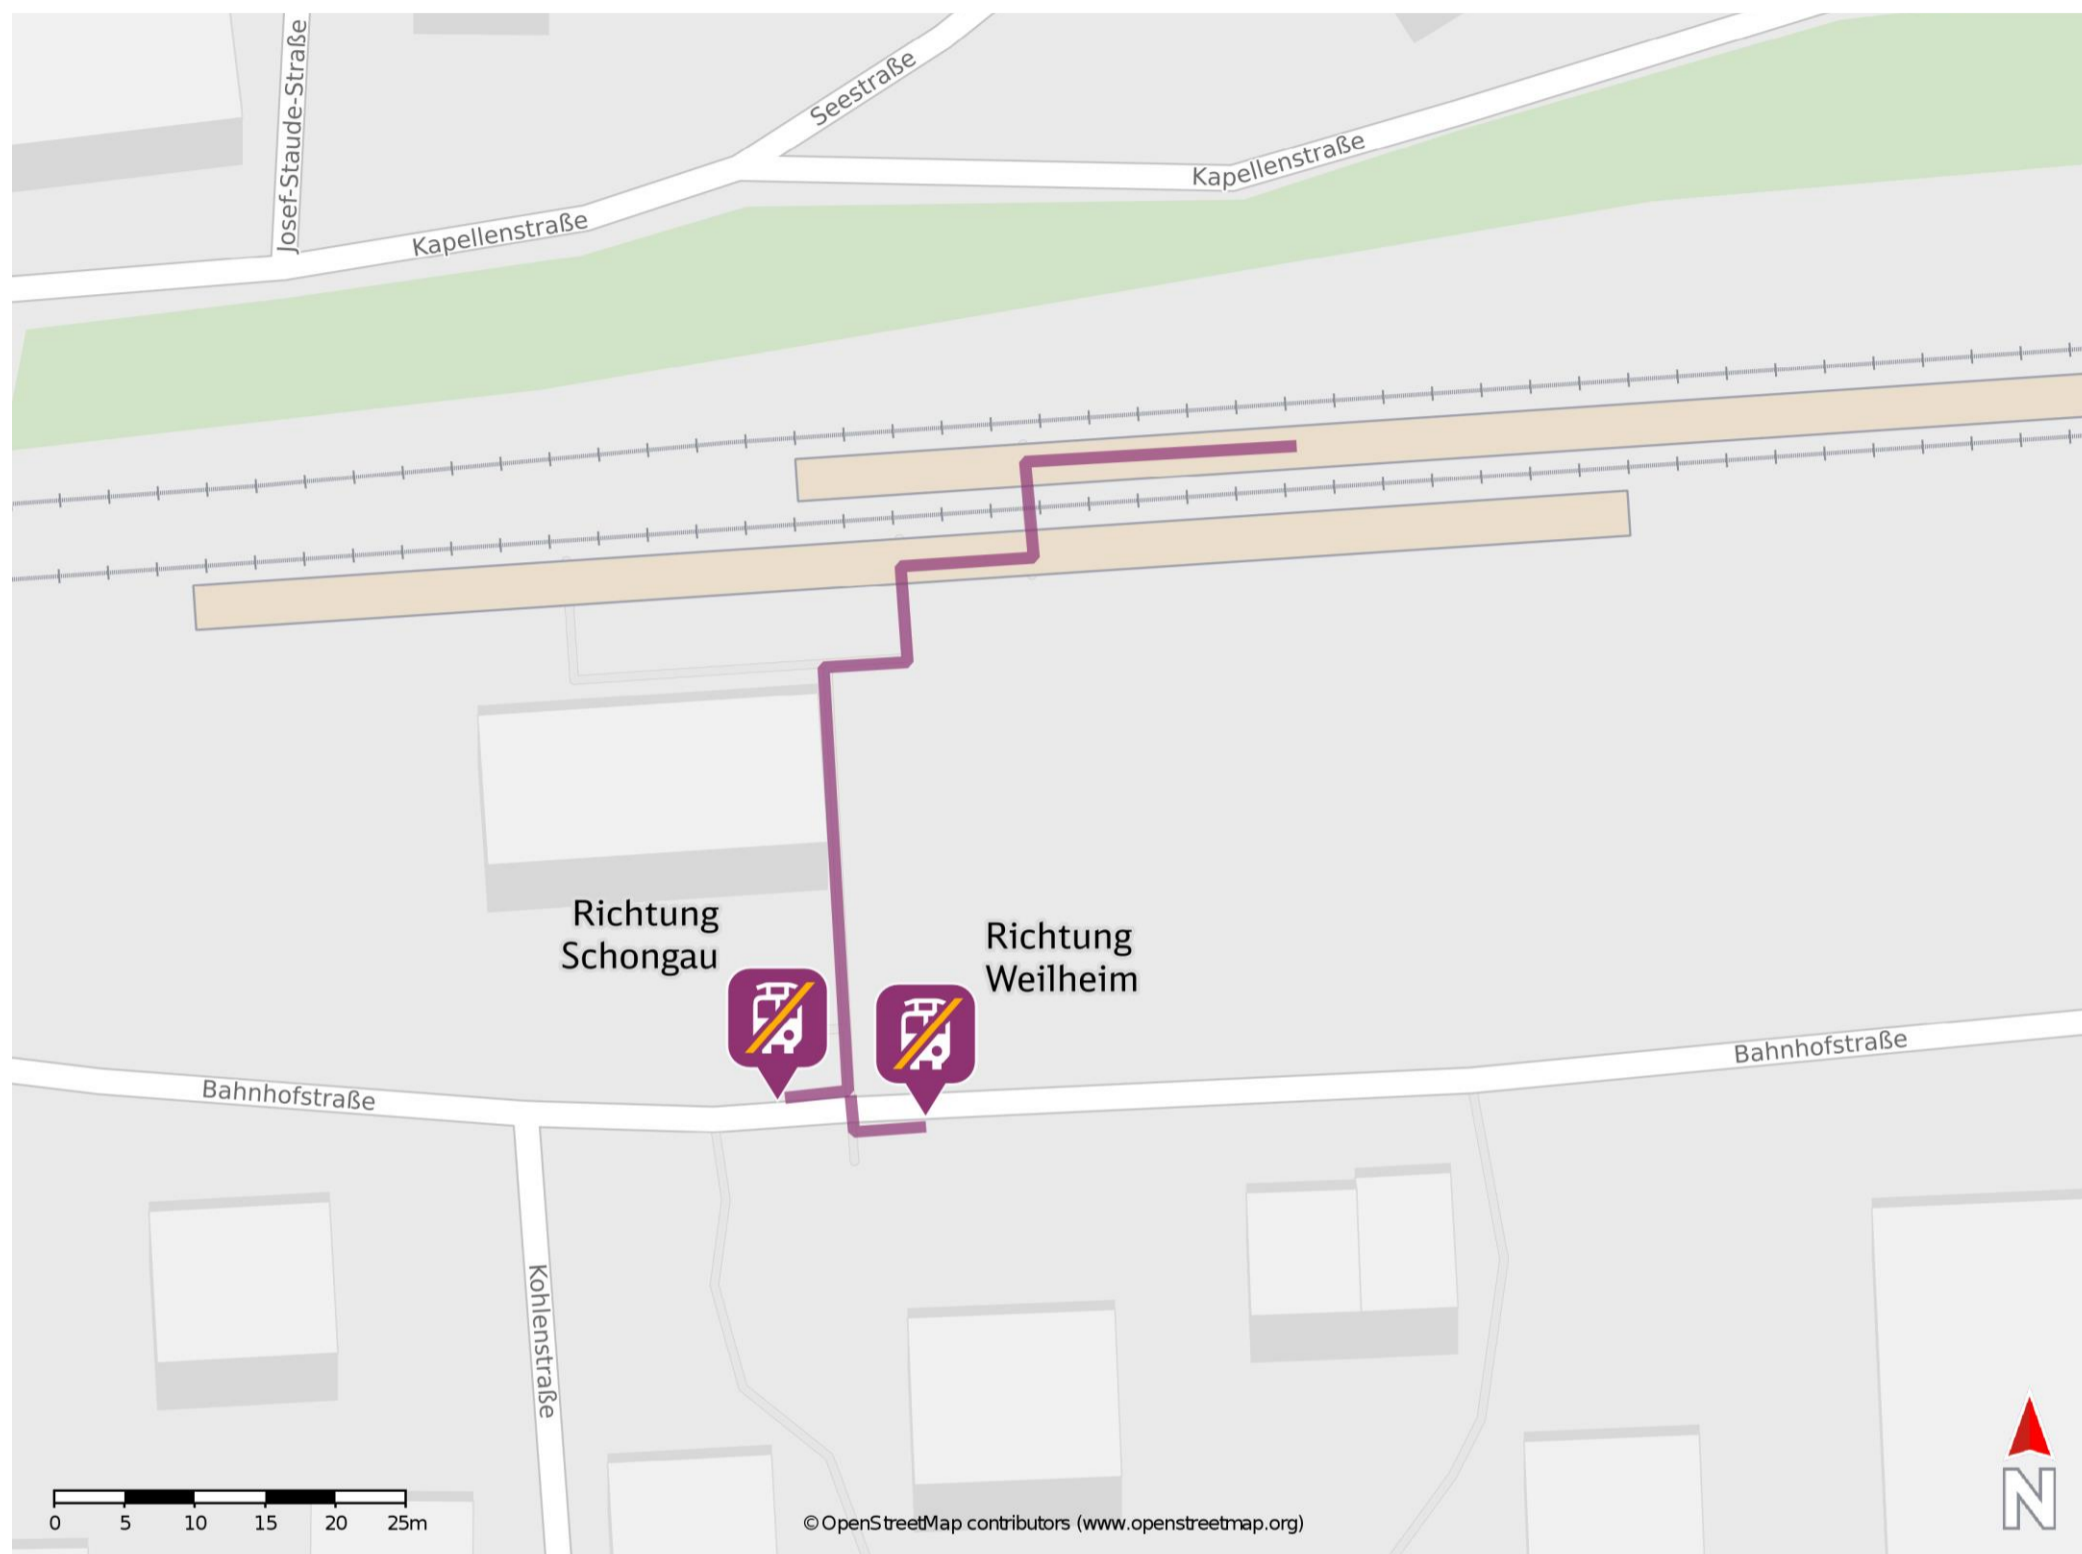 Josef-Staude-Straße
Seestraße
Kapellenstraße
Kapellenstraße
Richtung
Schongau
Richtung
Weilheim
Bahnhofstraße
Bahnhofstraße
Kohlenstraße
0 5 10 15 20 25m
© OpenStreetMap contributors (www.openstreetmap.org)
N